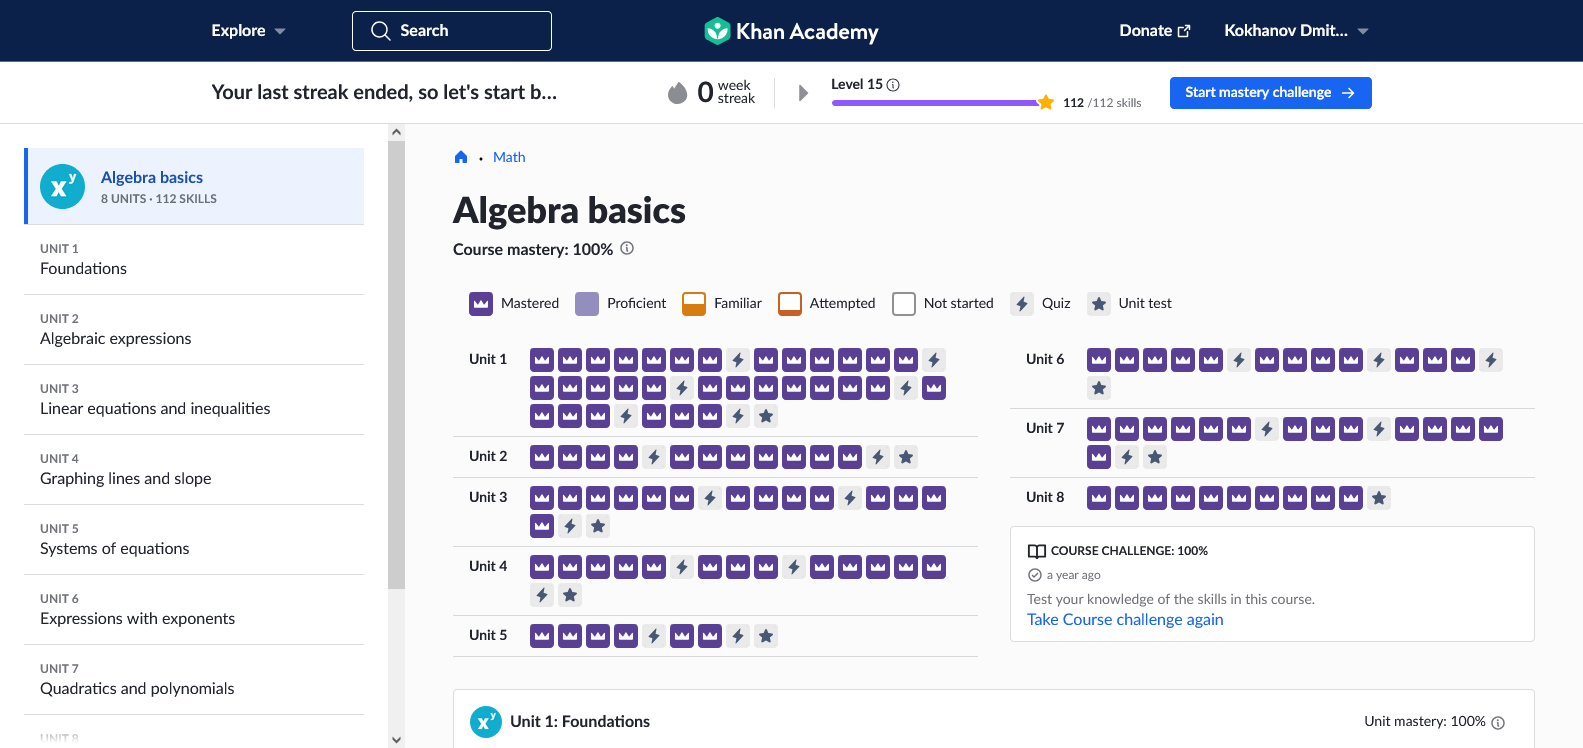 Explore
Search
Khan Academy
Donate
Kokhanov Dmit...
Your last streak ended, so let's start b...
0 week streak
Level 15
112 /112 skills
Start mastery challenge
Algebra basics
8 UNITS · 112 SKILLS
UNIT 1
Foundations
UNIT 2
Algebraic expressions
UNIT 3
Linear equations and inequalities
UNIT 4
Graphing lines and slope
UNIT 5
Systems of equations
UNIT 6
Expressions with exponents
UNIT 7
Quadratics and polynomials
UNIT 8
Math
Algebra basics
Course mastery: 100%
Mastered
Proficient
Familiar
Attempted
Not started
Quiz
Unit test
Unit 1
Unit 2
Unit 3
Unit 4
Unit 5
Unit 6
Unit 7
Unit 8
COURSE CHALLENGE: 100%
a year ago
Test your knowledge of the skills in this course.
Take Course challenge again
Unit 1: Foundations
Unit mastery: 100%